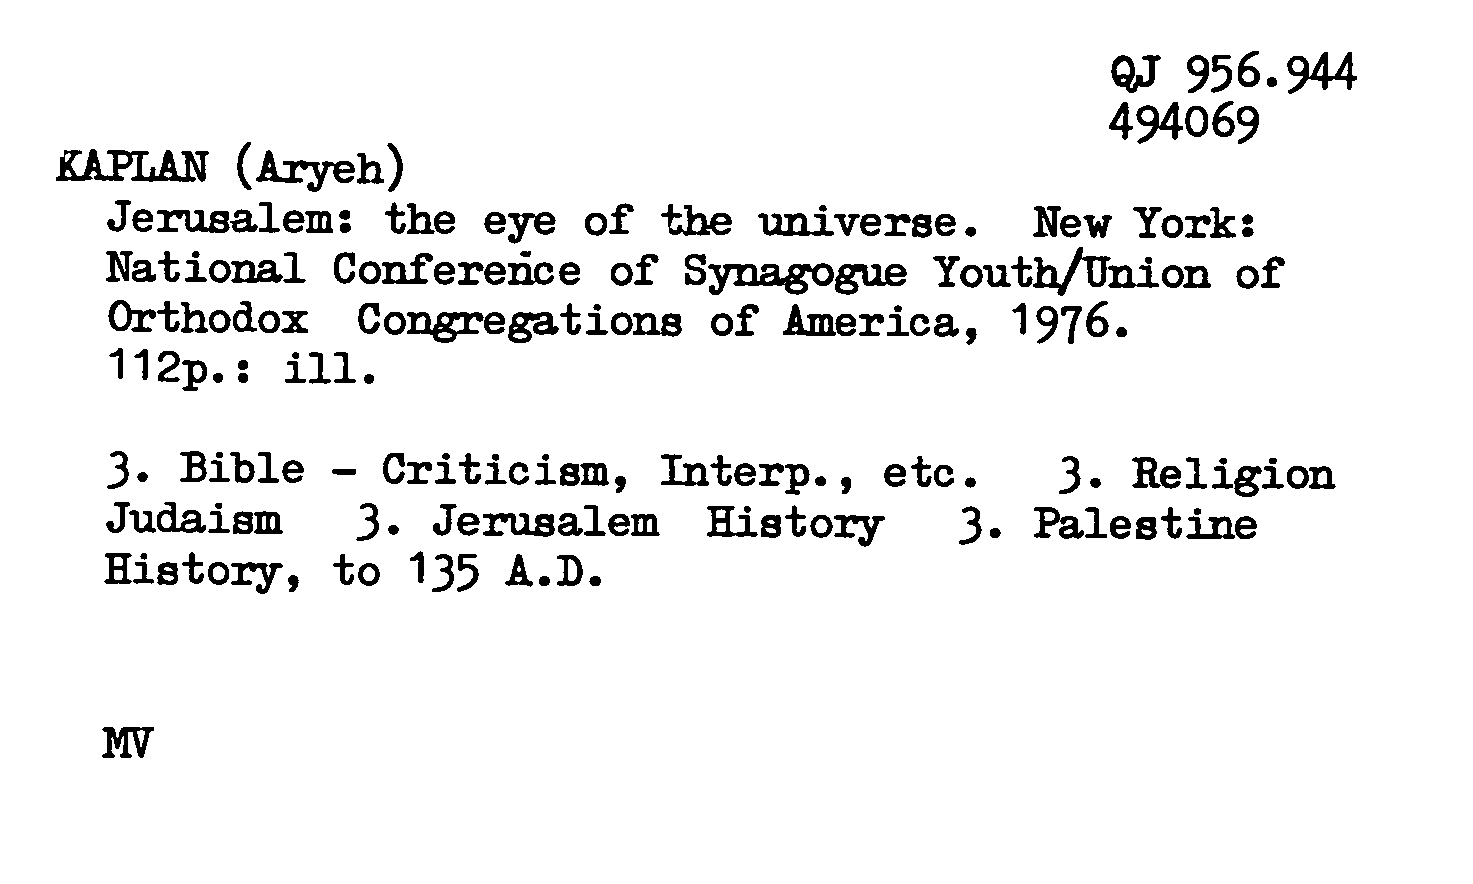 QJ 956.944
494069
KAPLAN (Aryeh)
Jerusalem: the eye of the universe. New York:
National Conference of Synagogue Youth/Union of
Orthodox Congregations of America, 1976.
112p.: ill.
3. Bible - Criticism, Interp., etc. 3. Religion
Judaism 3. Jerusalem History 3. Palestine
History, to 135 A.D.
MV